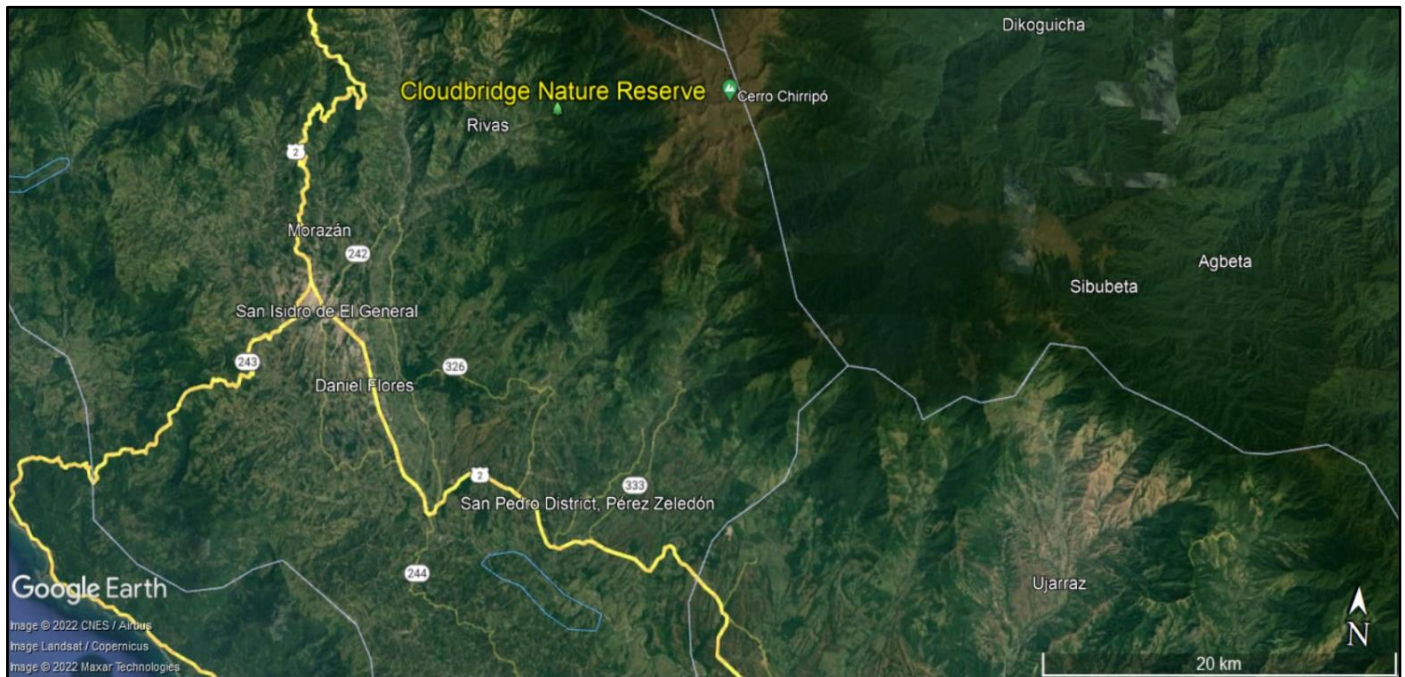 Dikoguicha
Cloudbridge Nature Reserve
Cerro Chirripó
Rivas
2
Morazán
242
Agbeta
Sibubeta
San Isidro de El General
243
326
Daniel Flores
2
333
San Pedro District, Pérez Zeledón
244
Ujarraz
Google Earth
Image © 2022 CNES / Airbus
Image Landsat / Copernicus
Image © 2022 Maxar Technologies
N
20 km